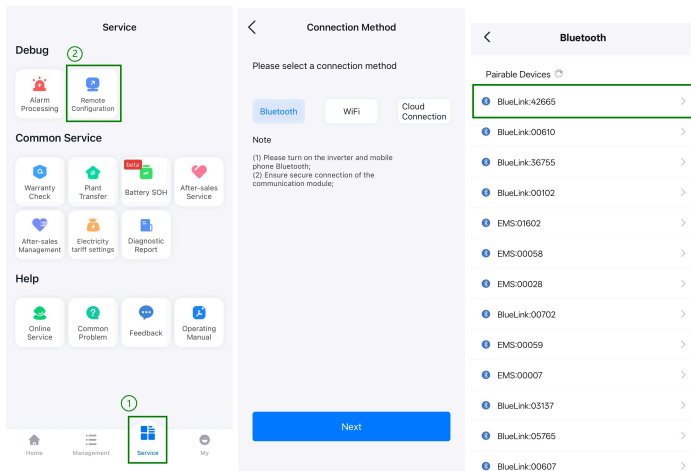 Service
Debug
②
Alarm
Processing
Remote
Configuration
Common Service
Warranty
Check
Plant
Transfer
beta
Battery SOH
After-sales
Service
After-sales
Management
Electricity
tariff settings
Diagnostic
Report
Help
Online
Service
Common
Problem
Feedback
Operating
Manual
①
Home
Management
Service
My
Connection Method
Please select a connection method
Bluetooth
WiFi
Cloud
Connection
Note
(1) Please turn on the inverter and mobile
phone Bluetooth;
(2) Ensure secure connection of the
communication module;
Next
Bluetooth
Pairable Devices
BlueLink:42665
BlueLink:00610
BlueLink:36755
BlueLink:00102
EMS:01602
EMS:00058
EMS:00028
BlueLink:00702
EMS:00059
EMS:00007
BlueLink:03137
BlueLink:05765
BlueLink:00607